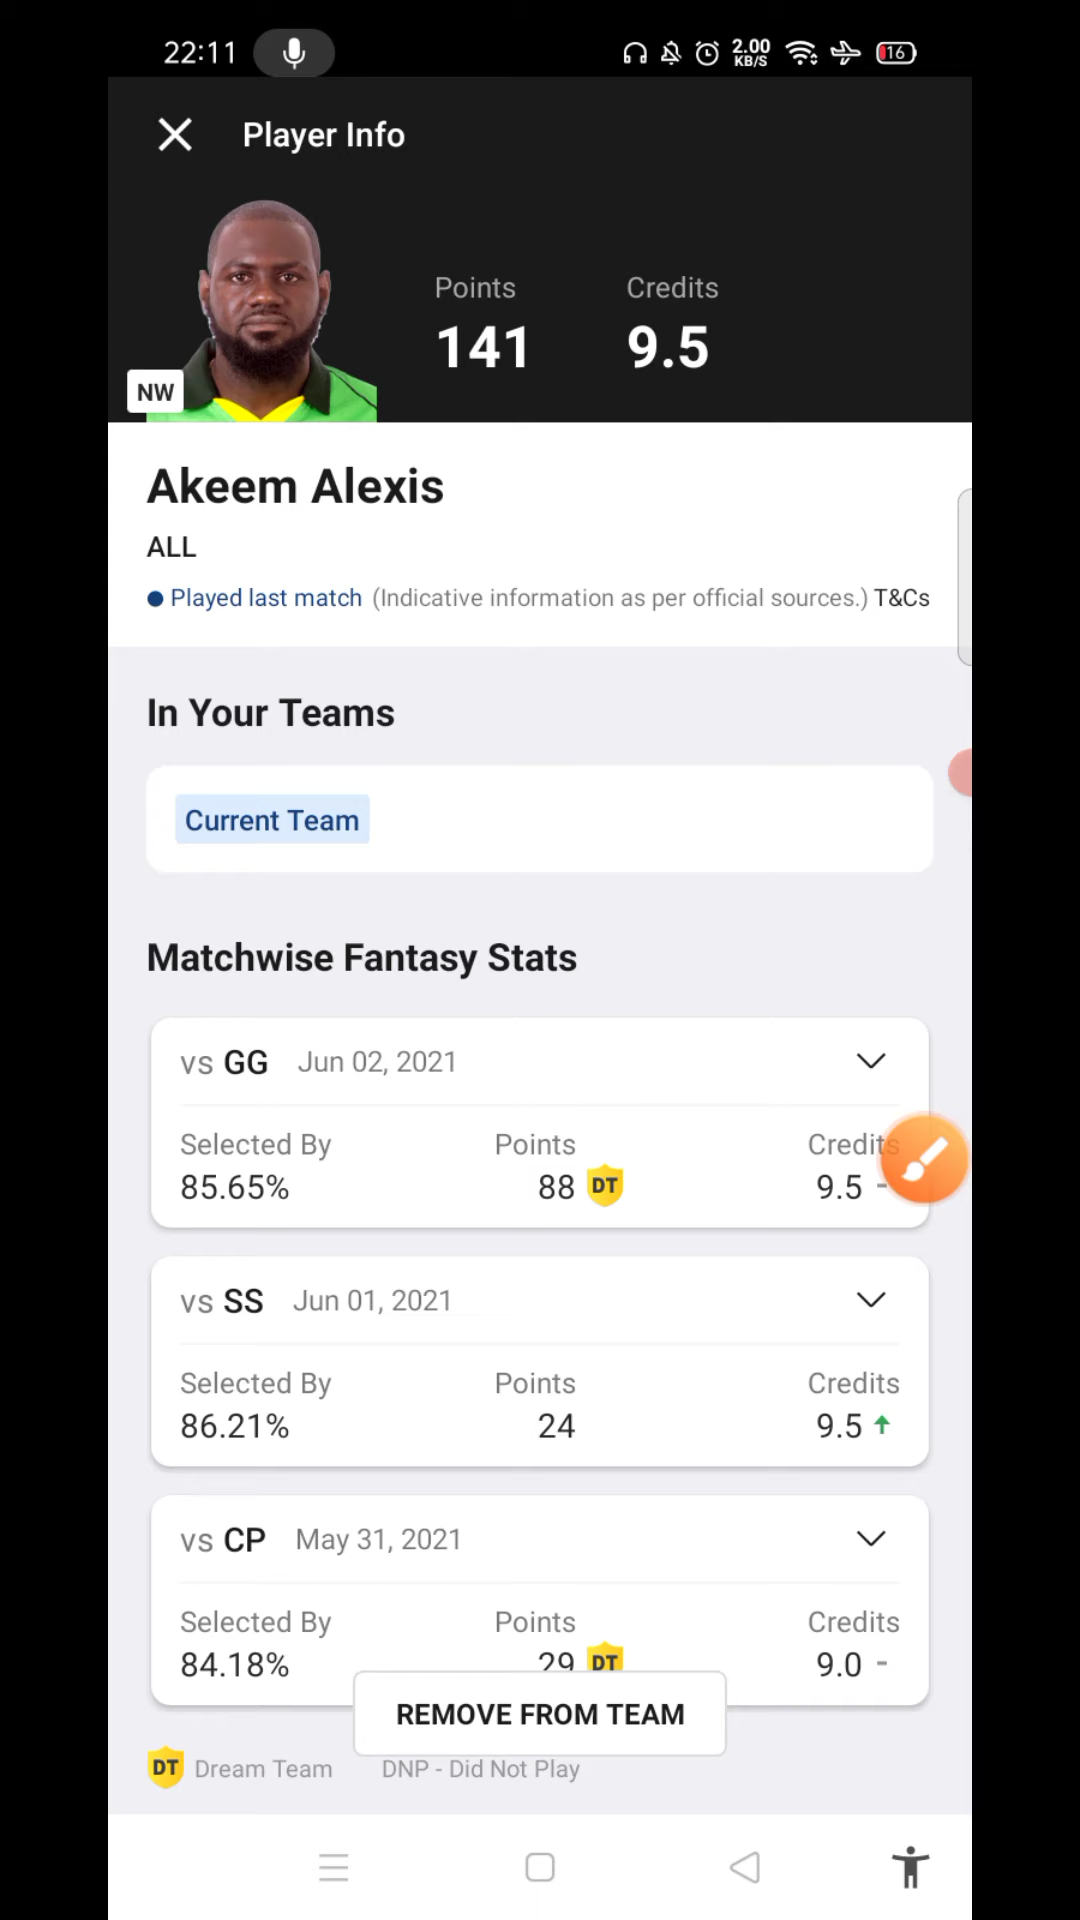 22:11
2.00
KB/S
16
Player Info
Points
Credits
141
9.5
NW
Akeem Alexis
ALL
Played last match (Indicative information as per official sources.) T&Cs
In Your Teams
Current Team
Matchwise Fantasy Stats
vs GG Jun 02, 2021
Selected By Points Credits
85.65% 88 DT 9.5 -
vs SS Jun 01, 2021
Selected By Points Credits
86.21% 24 9.5
vs CP May 31, 2021
Selected By Points Credits
84.18% 29 DT 9.0 -
REMOVE FROM TEAM
DT Dream Team DNP - Did Not Play